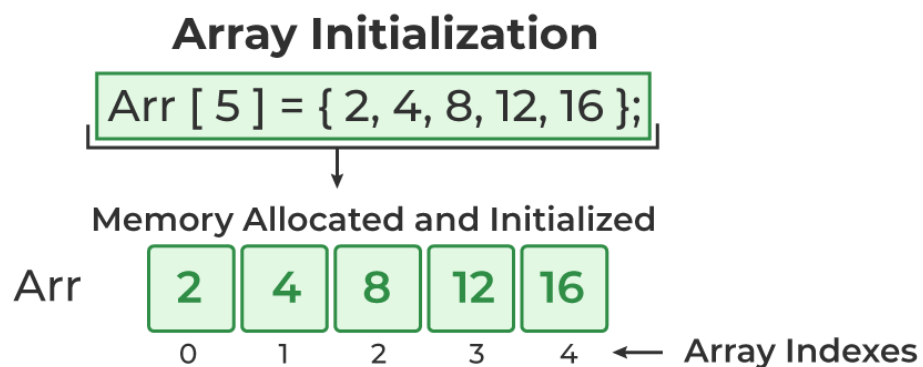 Array Initialization
Arr [ 5 ] = { 2, 4, 8, 12, 16 };
Memory Allocated and Initialized
Arr 2 4 8 12 16
0 1 2 3 4 Array Indexes